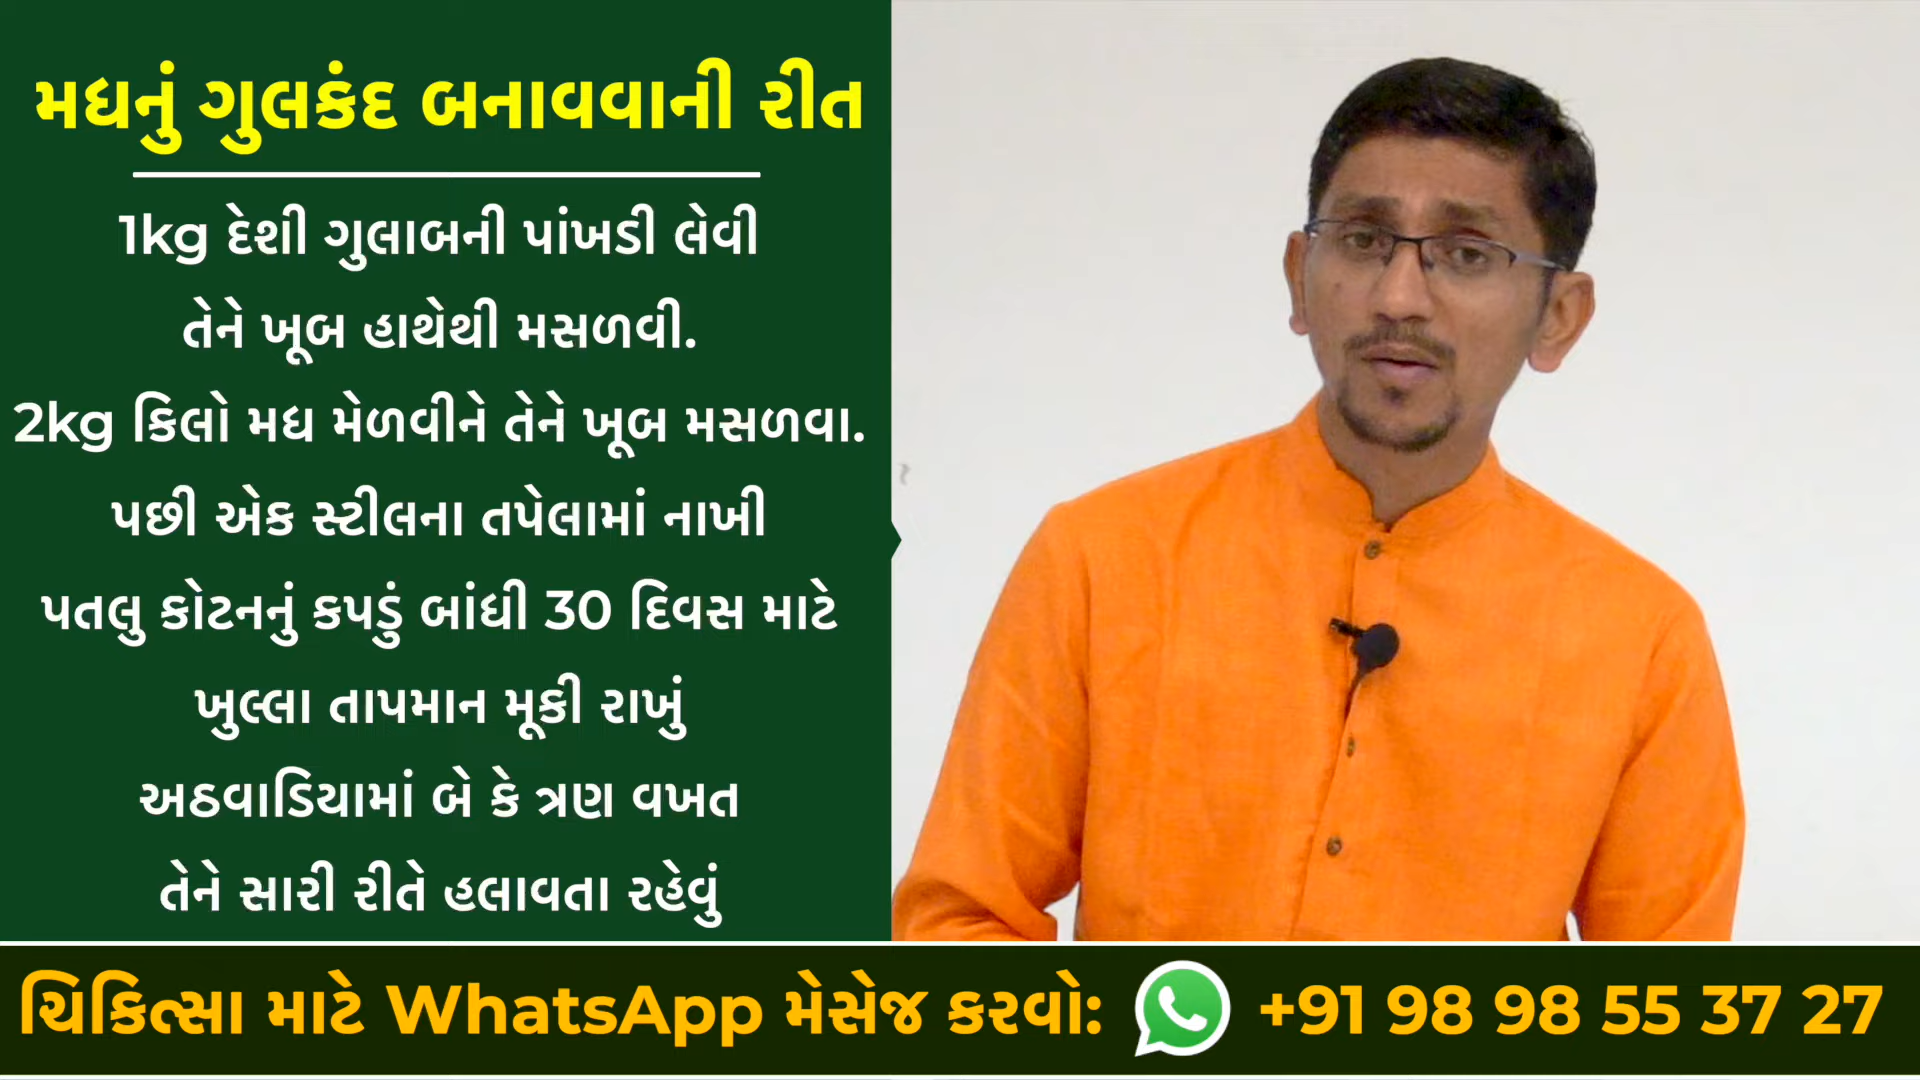 મધનું ગુલકંદ બનાવવાની રીત
1kg દેશી ગુલાબની પાંખડી લેવી
તેને ખૂબ હાથેથી મસળવી.
2kg કિલો મધ મેળવીને તેને ખૂબ મસળવા.
પછી એક સ્ટીલના તપેલામાં નાખી
પતલુ કોટનનું કપડું બાંધી 30 દિવસ માટે
ખુલ્લા તાપમાન મૂકી રાખું
અઠવાડિયામાં બે કે ત્રણ વખત
તેને સારી રીતે હલાવતા રહેવું
ચિકિત્સા માટે WhatsApp મેસેજ કરવો: +91 98 98 55 37 27